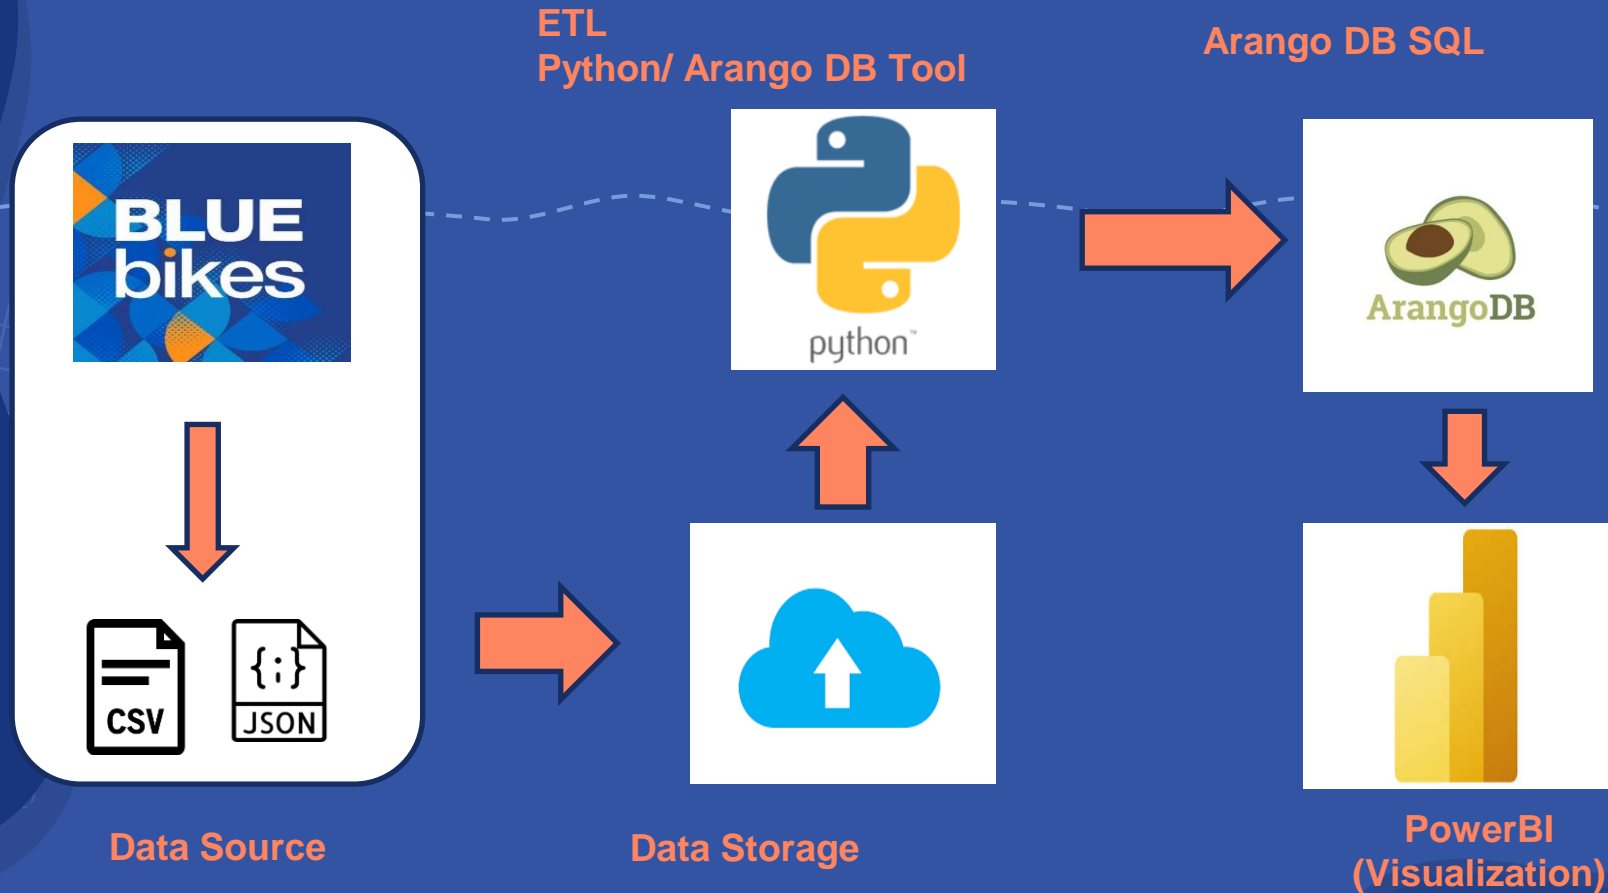 ETL
Python/ Arango DB Tool
Arango DB SQL
BLUE
bikes
python™
ArangoDB
CSV
{;}
JSON
Data Source
Data Storage
PowerBI
(Visualization)